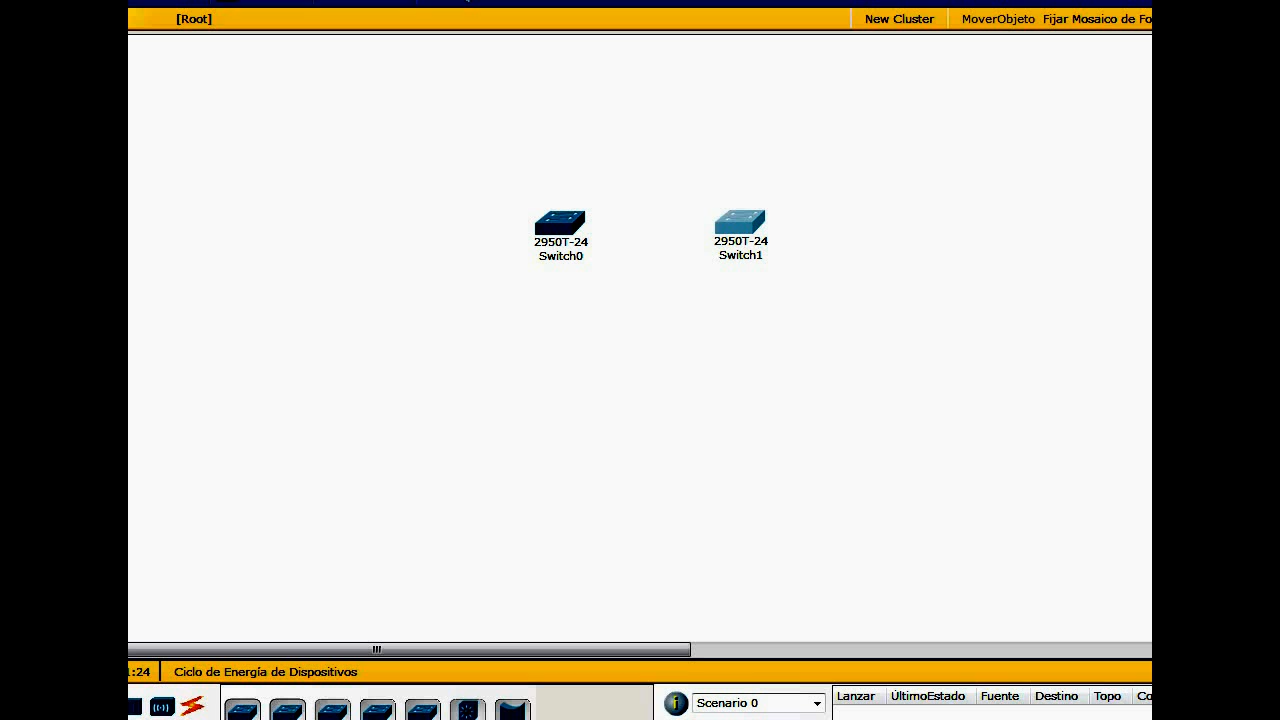 [Root] New Cluster MoverObjeto Fijar Mosaico de Fo
2950T-24 2950T-24
Switch0 Switch1
1:24 Ciclo de Energía de Dispositivos
Scenario 0 Lanzar ÚltimoEstado Fuente Destino Topo Co